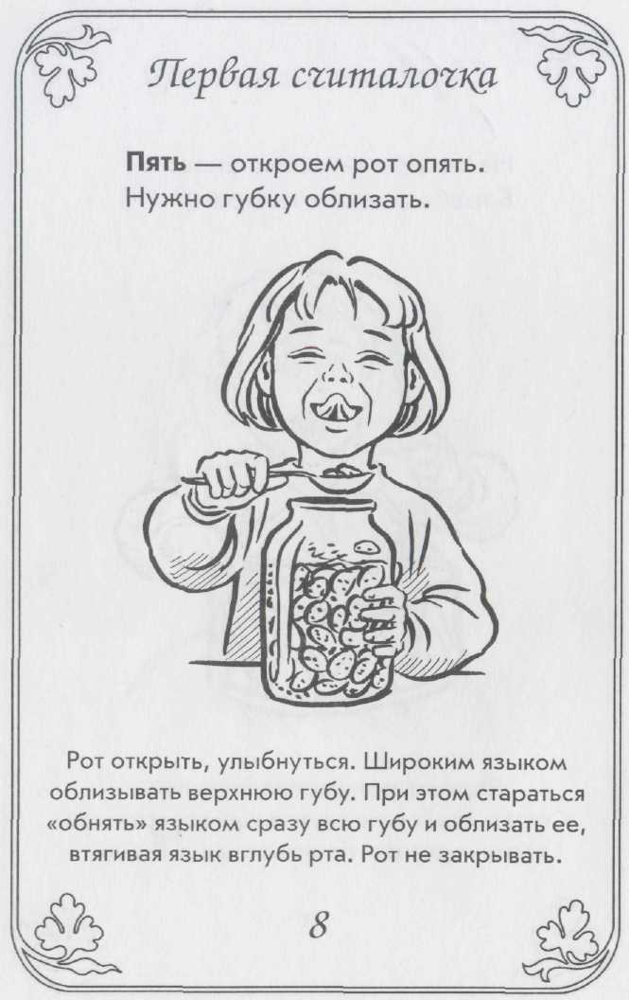 Первая считалочка
Пять — откроем рот опять.
Нужно губку облизать.
Рот открыть, улыбнуться. Широким языком
облизывать верхнюю губу. При этом стараться
«обнять» языком сразу всю губу и облизать ее,
втягивая язык вглубь рта. Рот не закрывать.
8